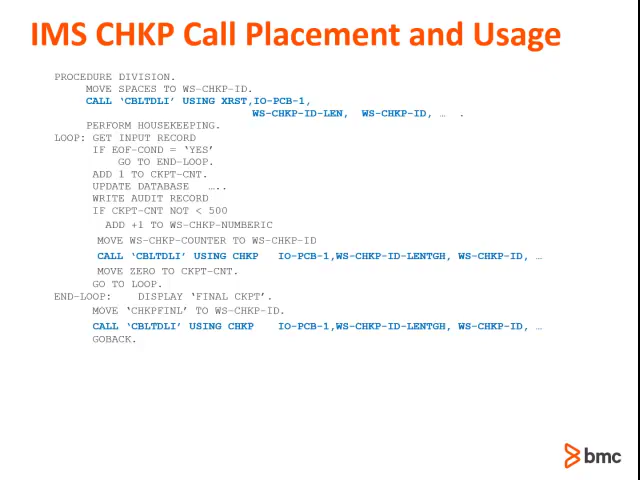 IMS CHKP Call Placement and Usage
PROCEDURE DIVISION.
MOVE SPACES TO WS-CHKP-ID.
CALL ‘CBLTDLI’ USING XRST,IO-PCB-1,
WS-CHKP-ID-LEN, WS-CHKP-ID, … .
PERFORM HOUSEKEEPING.
LOOP: GET INPUT RECORD
IF EOF-COND = ‘YES’
GO TO END-LOOP.
ADD 1 TO CKPT-CNT.
UPDATE DATABASE …..
WRITE AUDIT RECORD
IF CKPT-CNT NOT < 500
ADD +1 TO WS-CHKP-NUMBERIC
MOVE WS-CHKP-COUNTER TO WS-CHKP-ID
CALL ‘CBLTDLI’ USING CHKP IO-PCB-1,WS-CHKP-ID-LENTGH, WS-CHKP-ID, …
MOVE ZERO TO CKPT-CNT.
GO TO LOOP.
END-LOOP: DISPLAY ‘FINAL CKPT’.
MOVE ‘CHKPFINL’ TO WS-CHKP-ID.
CALL ‘CBLTDLI’ USING CHKP IO-PCB-1,WS-CHKP-ID-LENTGH, WS-CHKP-ID, …
GOBACK.
bmc